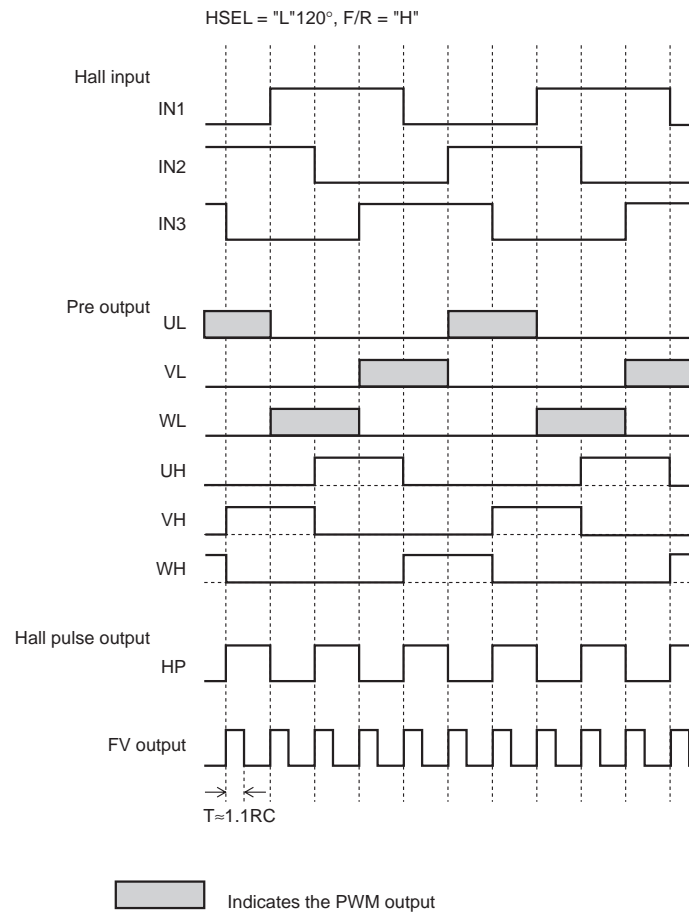 HSEL = "L"120°, F/R = "H"
Hall input
IN1
IN2
IN3
Pre output
UL
VL
WL
UH
VH
WH
Hall pulse output
HP
FV output
T≈1.1RC
Indicates the PWM output